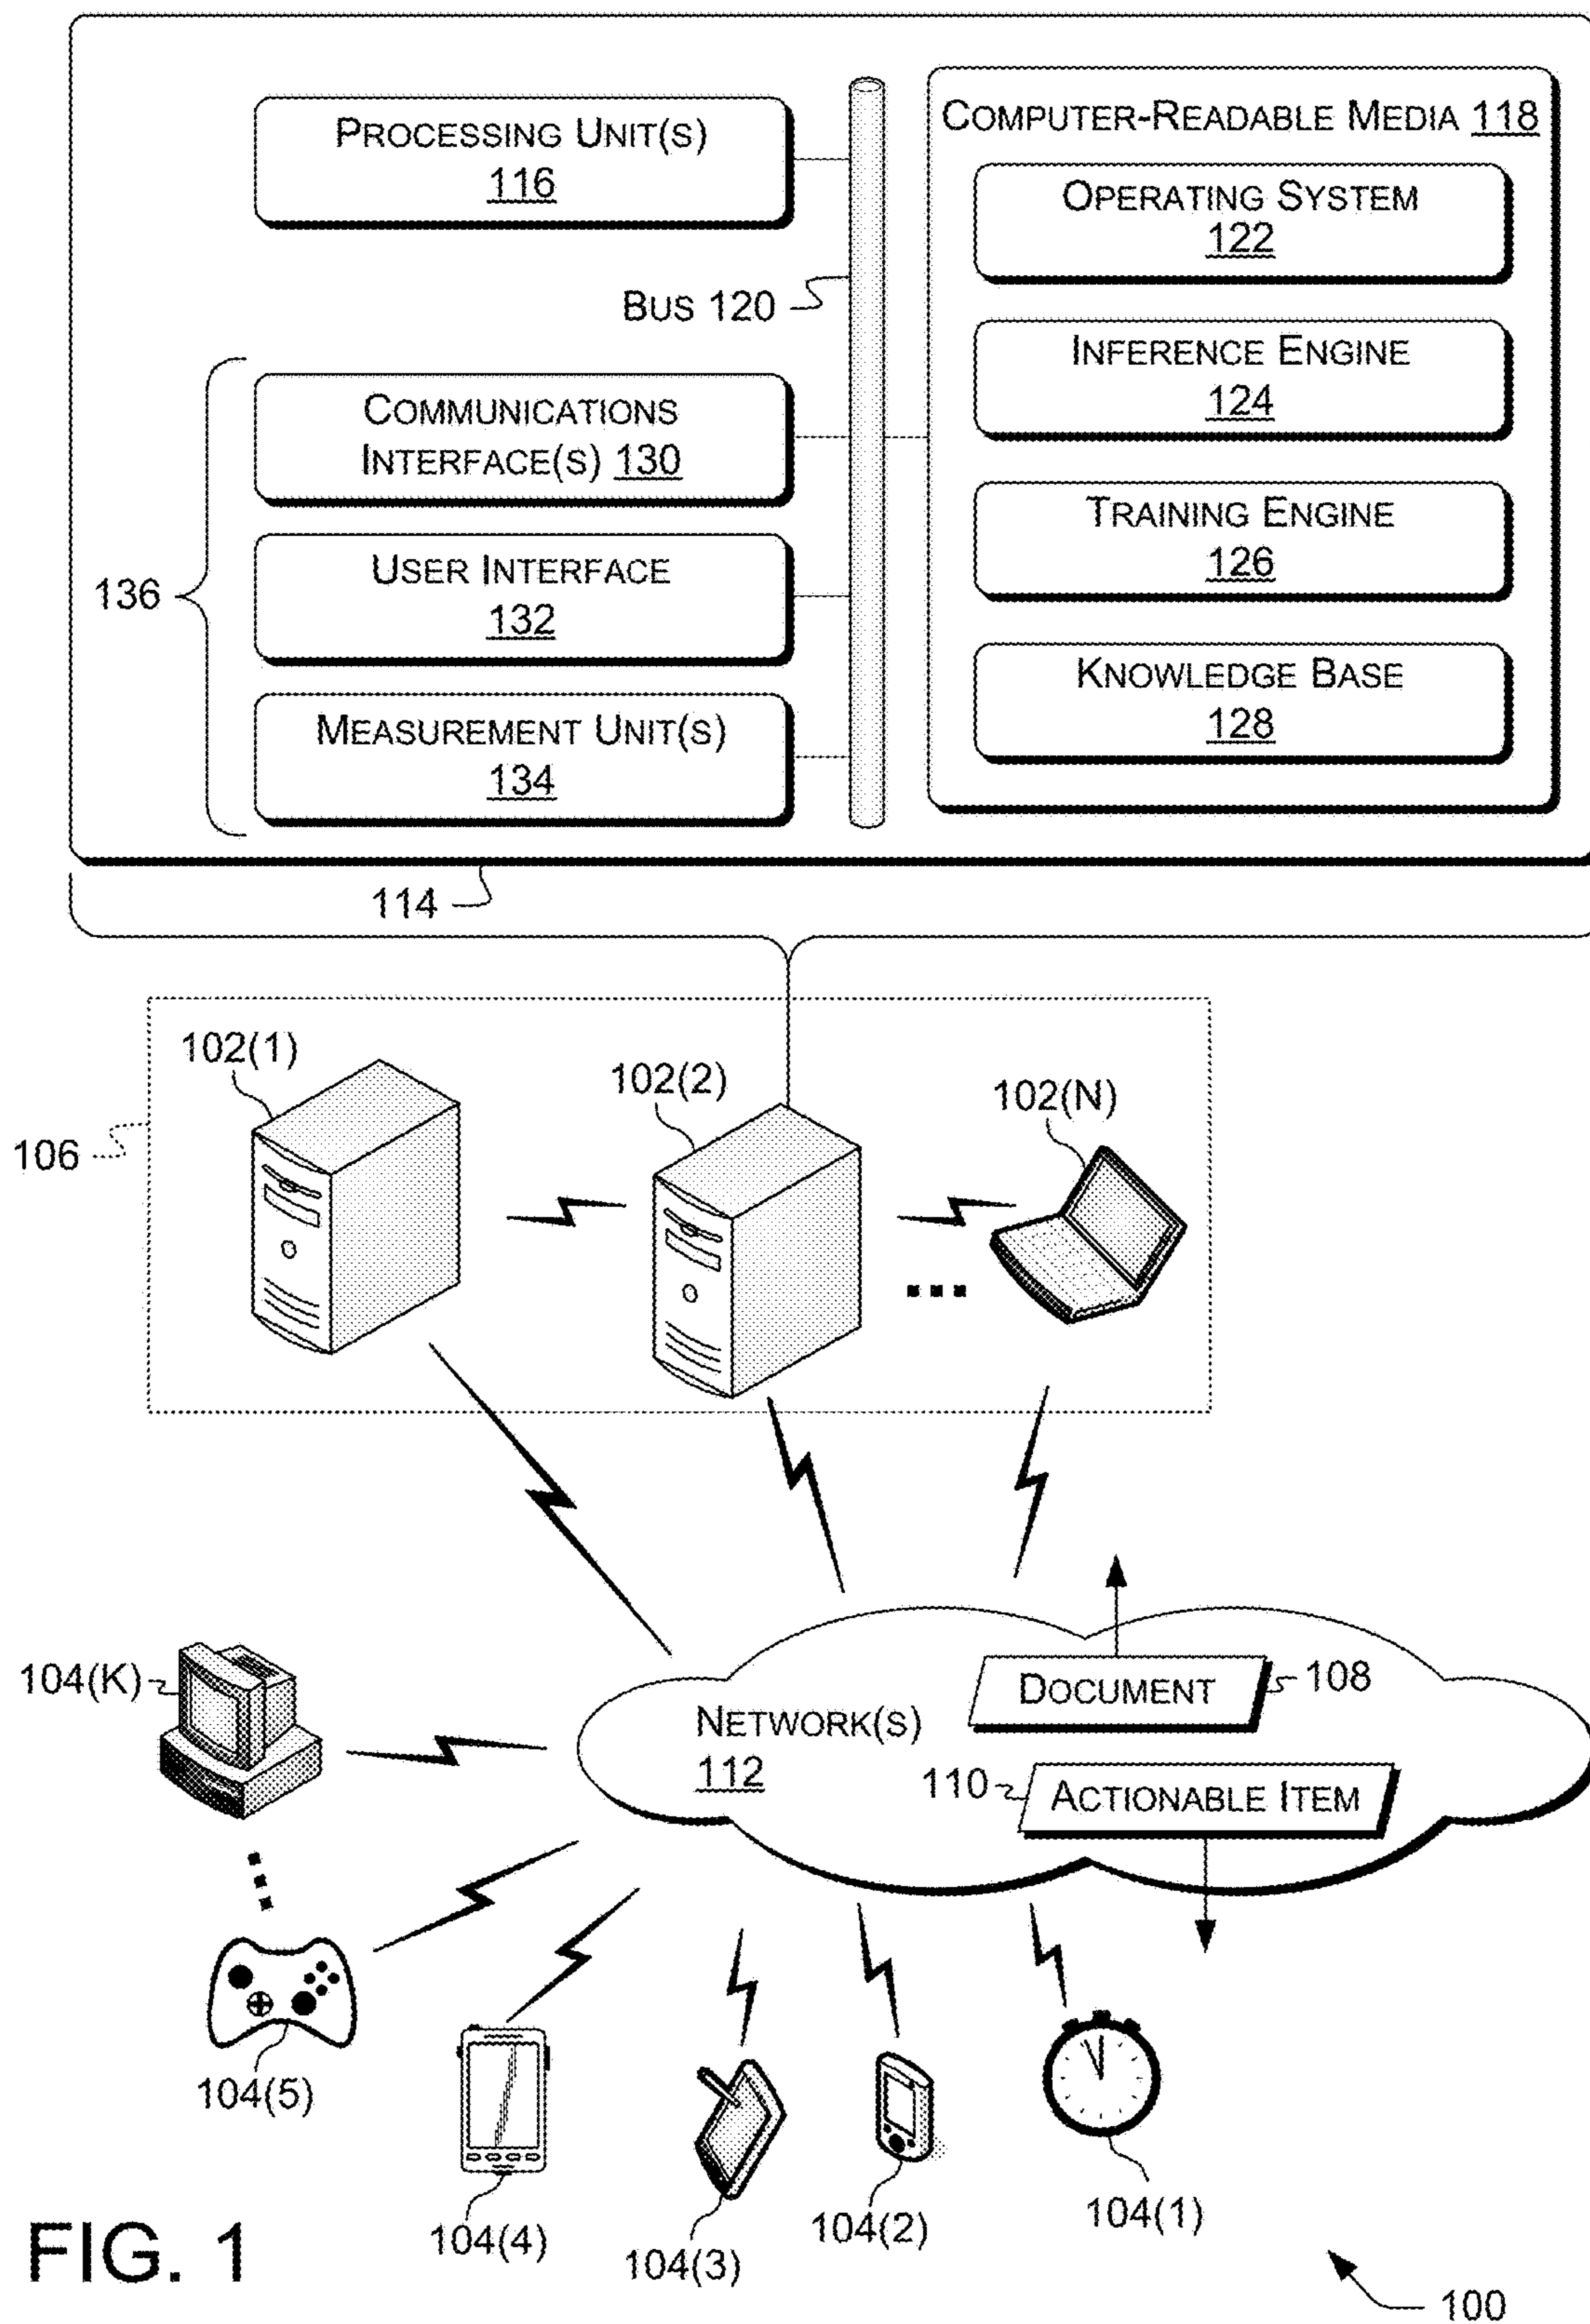 PROCESSING UNIT(S)
116
COMPUTER-READABLE MEDIA 118
OPERATING SYSTEM
122
BUS 120
INFERENCE ENGINE
124
COMMUNICATIONS
INTERFACE(S) 130
TRAINING ENGINE
126
136
USER INTERFACE
132
KNOWLEDGE BASE
128
MEASUREMENT UNIT(S)
134
114
102(1)
102(2)
102(N)
106
104(K)
NETWORK(S)
112
DOCUMENT
108
110
ACTIONABLE ITEM
104(5)
104(4)
104(3)
104(2)
104(1)
FIG. 1
100